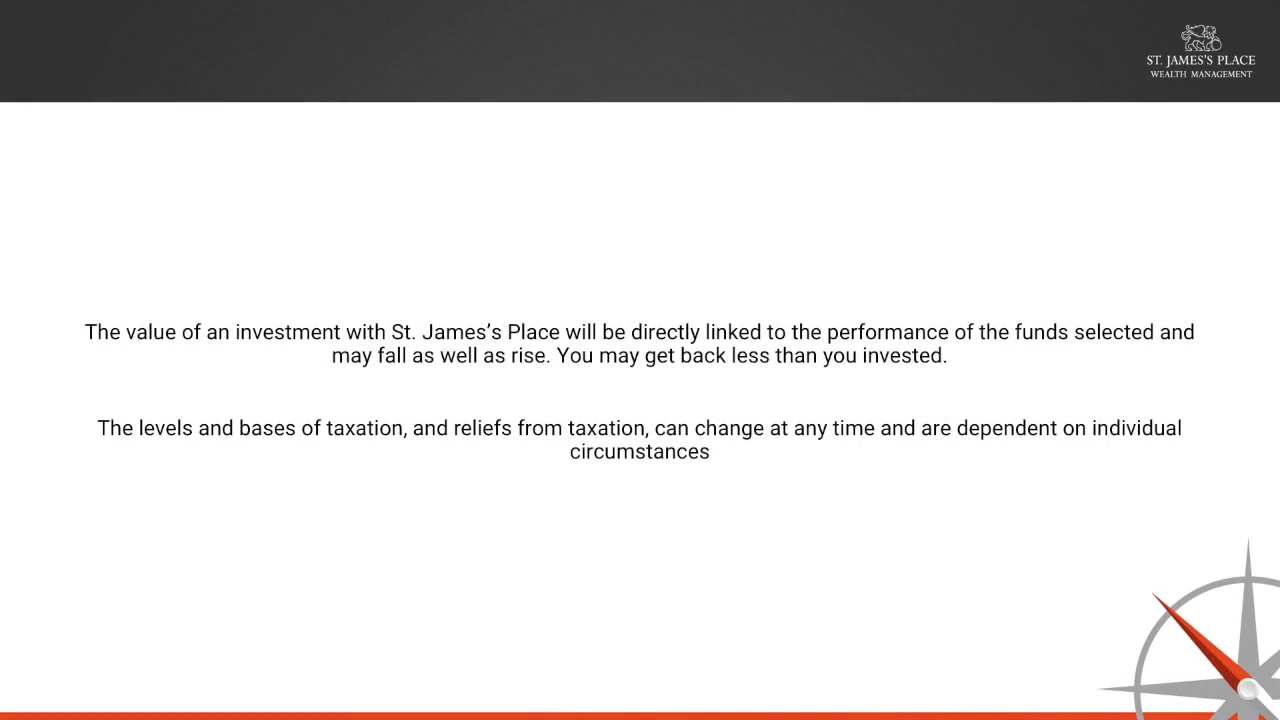 ST. JAMES'S PLACE
WEALTH MANAGEMENT
The value of an investment with St. James’s Place will be directly linked to the performance of the funds selected and
may fall as well as rise. You may get back less than you invested.
The levels and bases of taxation, and reliefs from taxation, can change at any time and are dependent on individual
circumstances